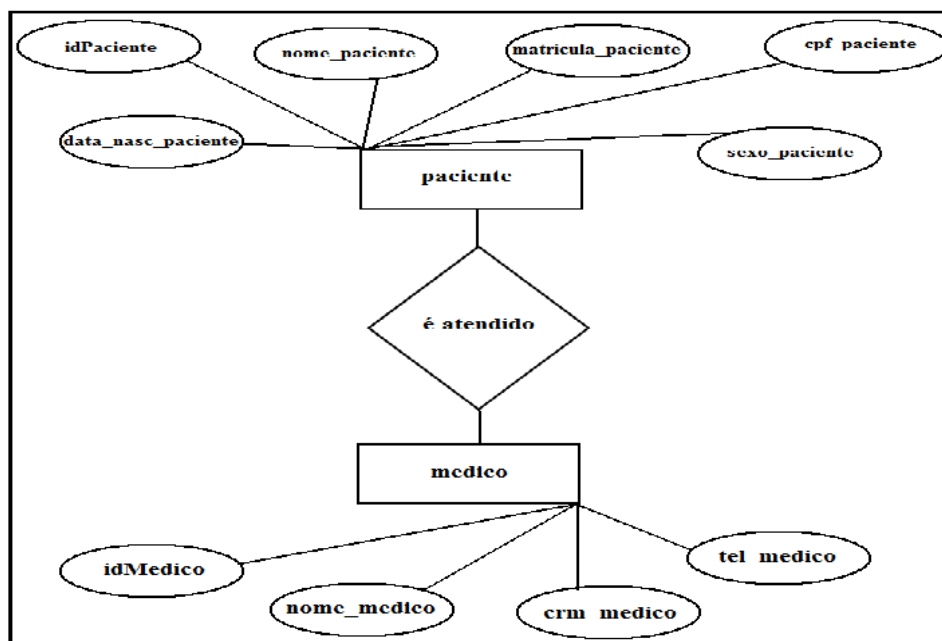 idPaciente
nome_paciente
matricula_paciente
cpf_paciente
data_nasc_paciente
sexo_paciente
paciente
é atendido
medico
idMedico
tel_medico
nome_medico
crm_medico